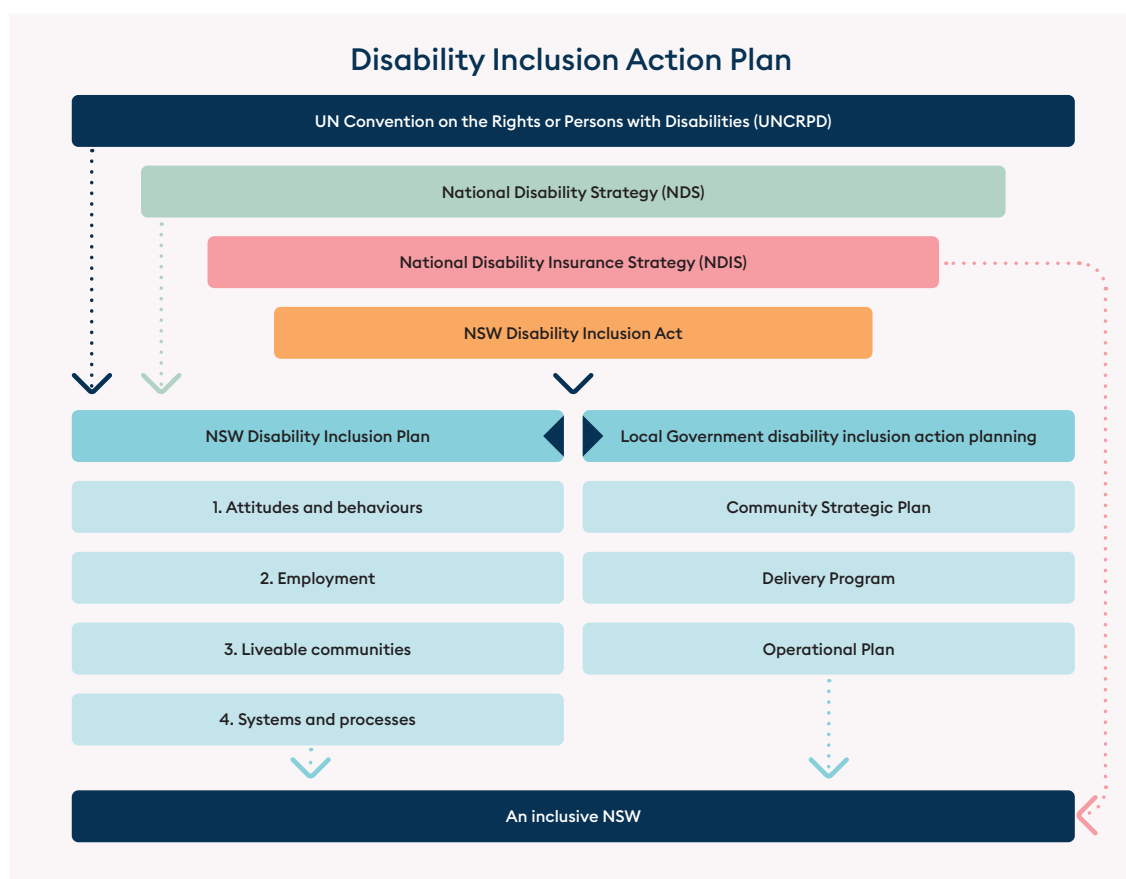 Disability Inclusion Action Plan
UN Convention on the Rights or Persons with Disabilities (UNCRPD)
National Disability Strategy (NDS)
National Disability Insurance Strategy (NDIS)
NSW Disability Inclusion Act
NSW Disability Inclusion Plan
Local Government disability inclusion action planning
1. Attitudes and behaviours
Community Strategic Plan
2. Employment
Delivery Program
3. Liveable communities
Operational Plan
4. Systems and processes
An inclusive NSW